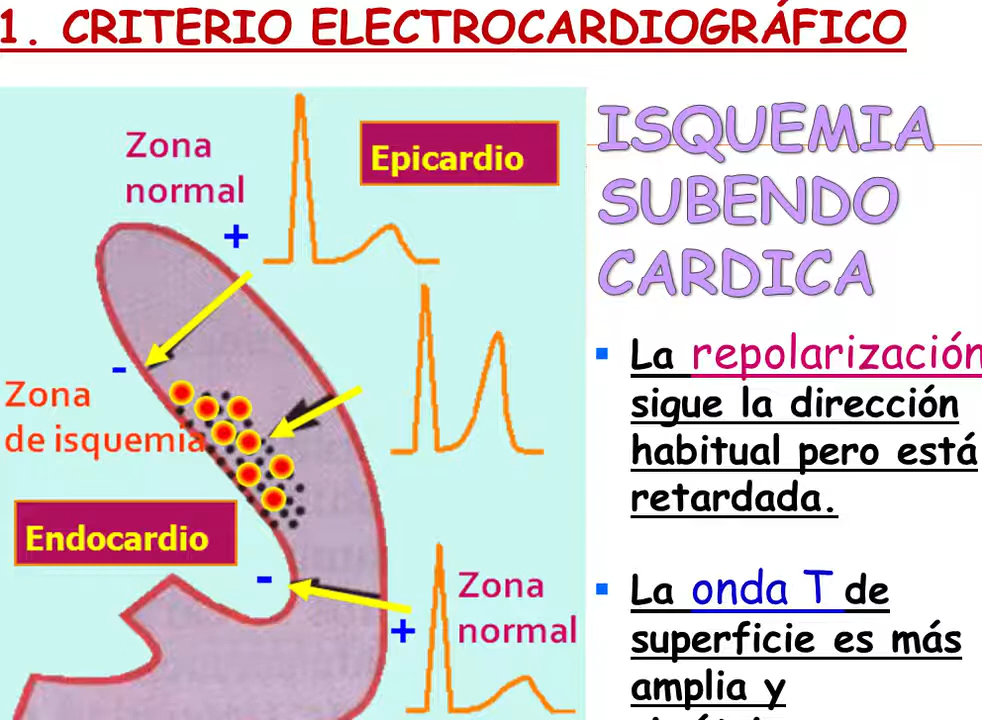 1. CRITERIO ELECTROCARDIOGRÁFICO
Zona
normal
Epicardio
+
-
Zona
de isquemia
Endocardio
-
+
Zona
normal
ISQUEMIA
SUBENDO
CARDICA
La repolarización
sigue la dirección
habitual pero está
retardada.
La onda T de
superficie es más
amplia y